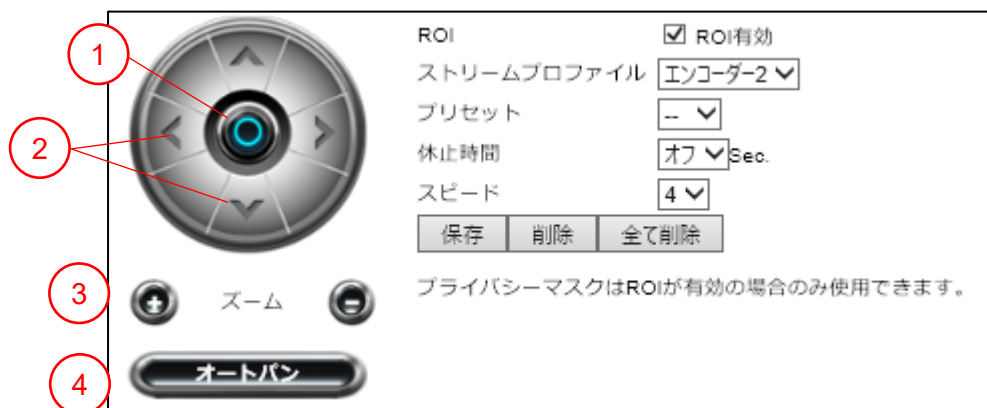 1
2
3
4
ズーム
オートパン
ROI ROI有効
ストリームプロファイル エンコーダー2
プリセット --
休止時間 オフ Sec.
スピード 4
保存 削除 全て削除
プライバシーマスクはROIが有効の場合のみ使用できます。